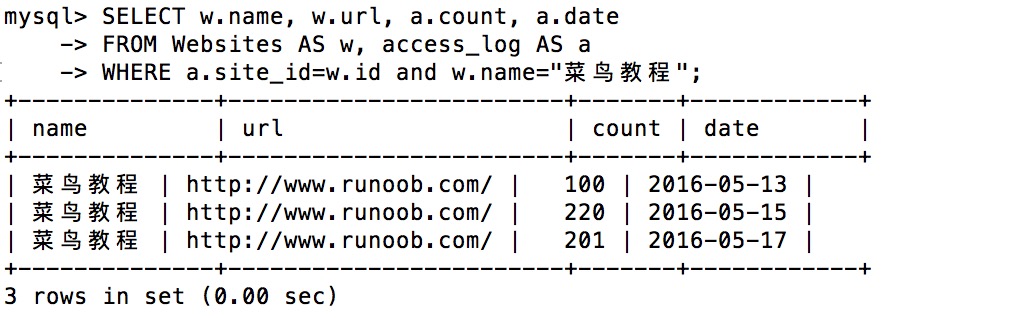 mysql> SELECT w.name, w.url, a.count, a.date
    -> FROM Websites AS w, access_log AS a
    -> WHERE a.site_id=w.id and w.name="菜鸟教程";
+--------------+------------------------+-------+------------+
| name         | url                    | count | date       |
+--------------+------------------------+-------+------------+
| 菜鸟教程 | http://www.runoob.com/ |   100 | 2016-05-13 |
| 菜鸟教程 | http://www.runoob.com/ |   220 | 2016-05-15 |
| 菜鸟教程 | http://www.runoob.com/ |   201 | 2016-05-17 |
+--------------+------------------------+-------+------------+
3 rows in set (0.00 sec)